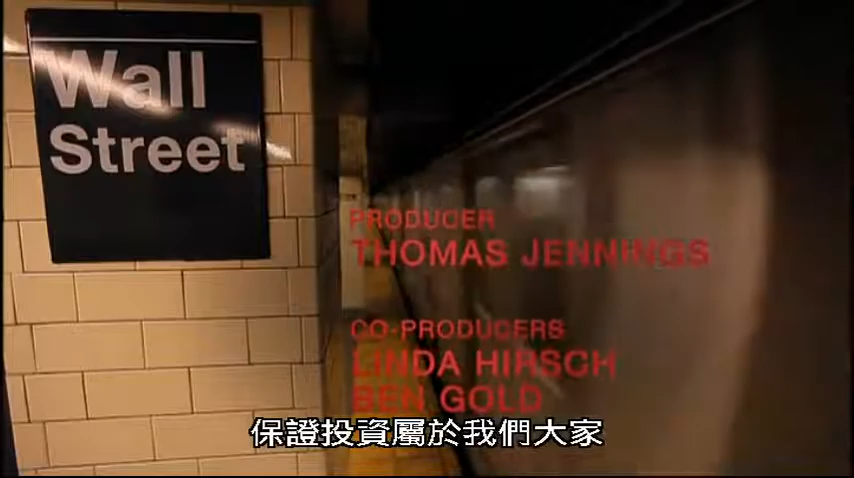 Wall
Street
PRODUCER
THOMAS JENNINGS
CO-PRODUCERS
LINDA HIRSCH
BEN GOLD
保證投資屬於我們大家